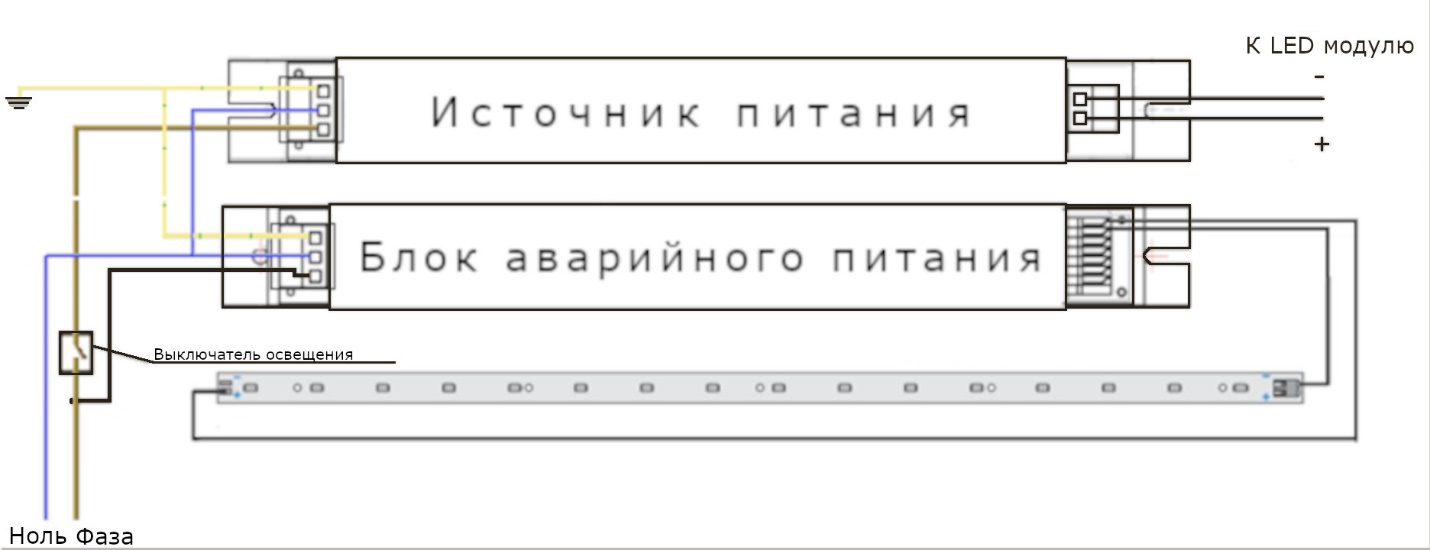 К LED модулю
-
Источник питания
+
Блок аварийного питания
Выключатель освещения
Ноль Фаза